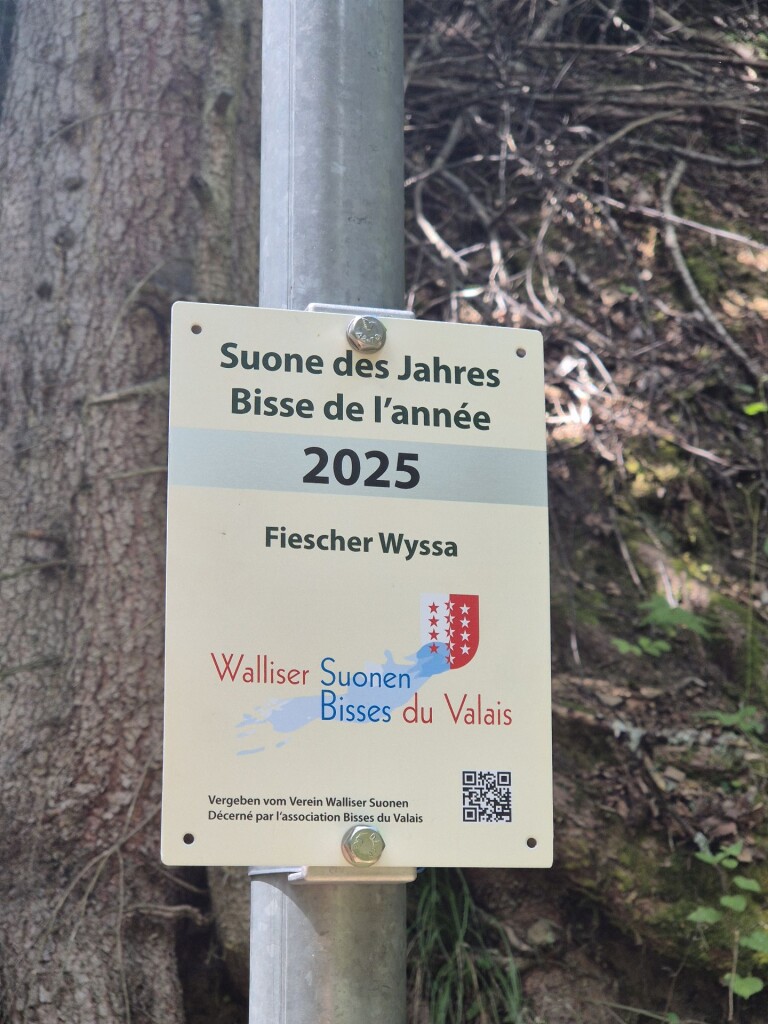 Suone des Jahres
Bisse de l'année
2025
Fiescher Wyssa
Walliser Suonen
Bisses du Valais
Vergeben vom Verein Walliser Suonen
Décerné par l'association Bisses du Valais